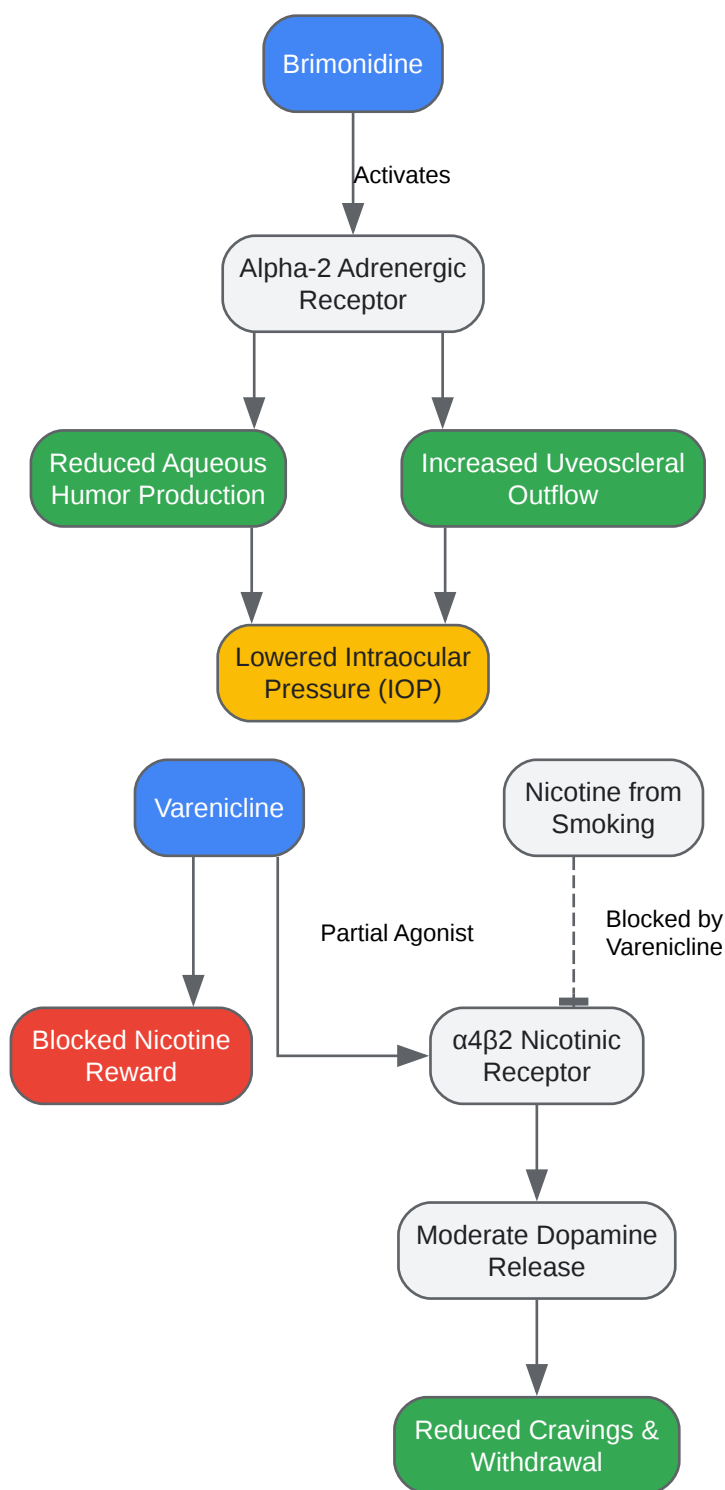 Brimonidine
Activates
Alpha-2 Adrenergic
Receptor
Reduced Aqueous
Humor Production
Increased Uveoscleral
Outflow
Lowered Intraocular
Pressure (IOP)
Varenicline
Nicotine from
Smoking
Partial Agonist
Blocked by
Varenicline
Blocked Nicotine
Reward
α4β2 Nicotinic
Receptor
Moderate Dopamine
Release
Reduced Cravings &
Withdrawal